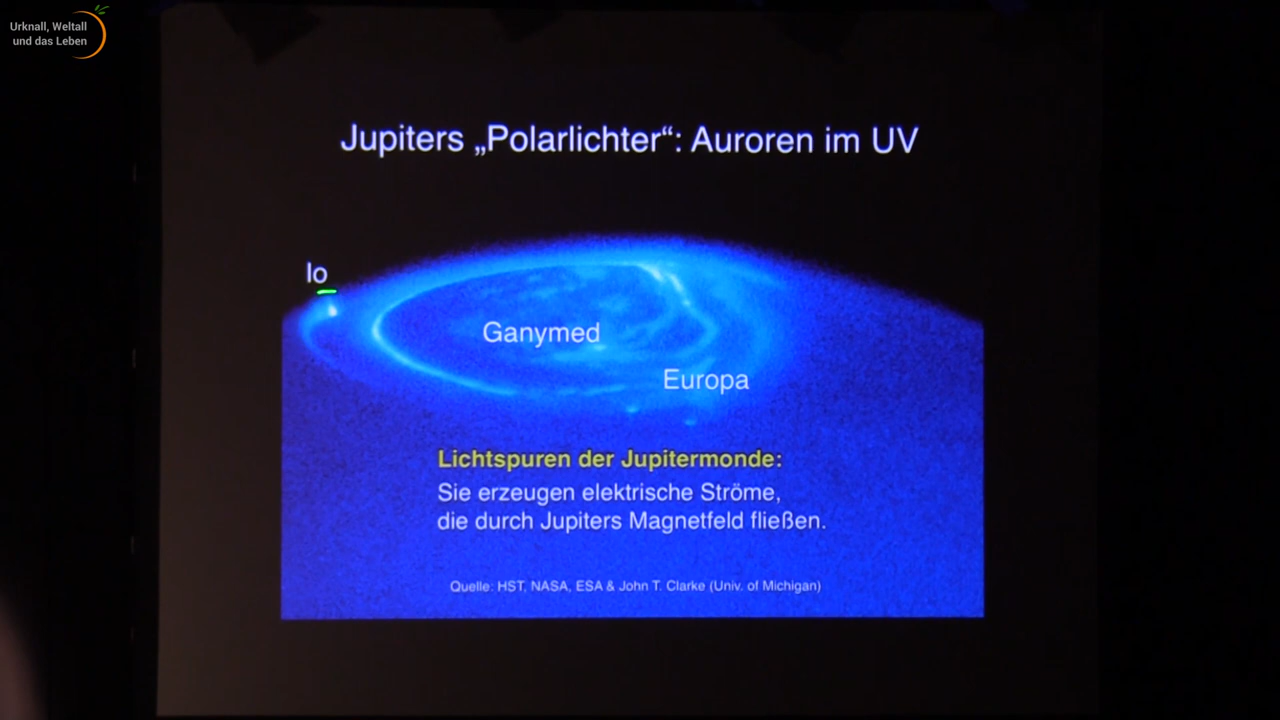 Urknall, Weltall
und das Leben
Jupiters „Polarlichter“: Auroren im UV
Io
Ganymed
Europa
Lichtspuren der Jupitermonde:
Sie erzeugen elektrische Ströme,
die durch Jupiters Magnetfeld fließen.
Quelle: HST, NASA, ESA & John T. Clarke (Univ. of Michigan)